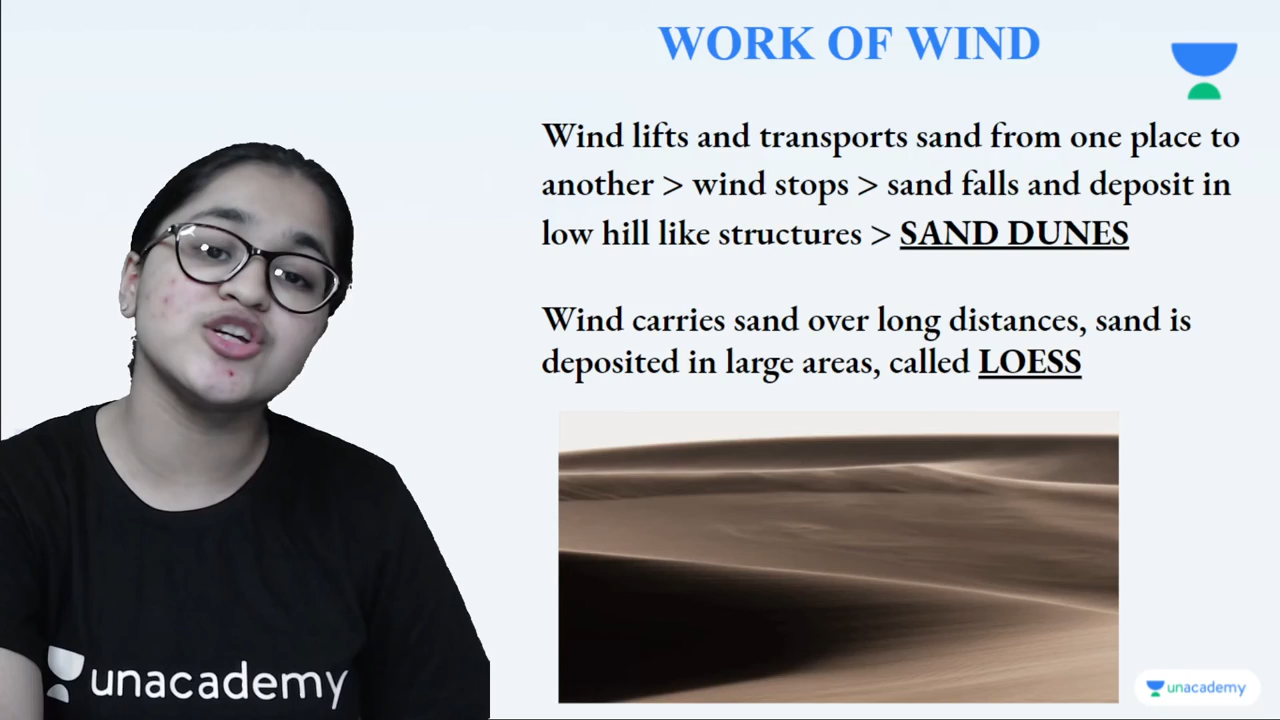 WORK OF WIND
Wind lifts and transports sand from one place to
another > wind stops > sand falls and deposit in
low hill like structures > SAND DUNES
Wind carries sand over long distances, sand is
deposited in large areas, called LOESS
unacademy
unacademy